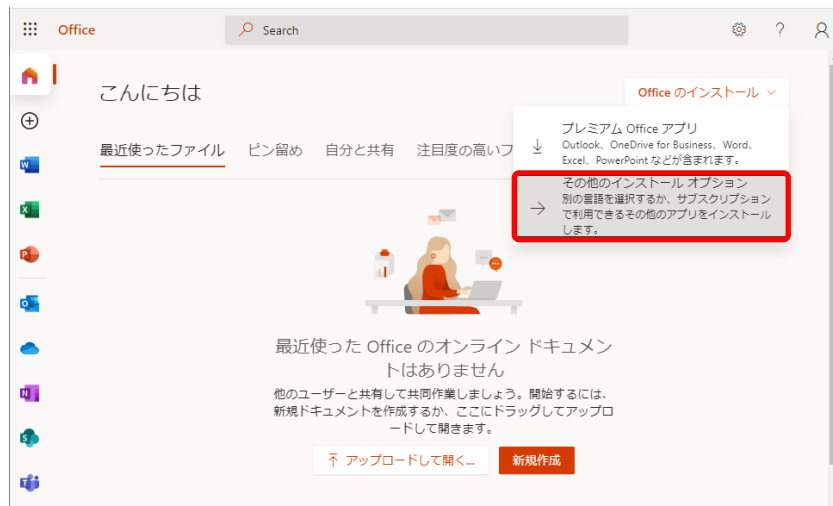 Office
Search
?
こんにちは
Office のインストール
最近使ったファイル ピン留め 自分と共有 注目度の高いフ
プレミアム Office アプリ
Outlook、OneDrive for Business、Word、
Excel、PowerPoint などが含まれます。
その他のインストール オプション
別の言語を選択するか、サブスクリプション
で利用できるその他のアプリをインストール
します。
最近使った Office のオンライン ドキュメン
トはありません
他のユーザーと共有して共同作業しましょう。開始するには、
新規ドキュメントを作成するか、ここにドラッグしてアップロ
ードして開きます。
アップロードして開く...
新規作成